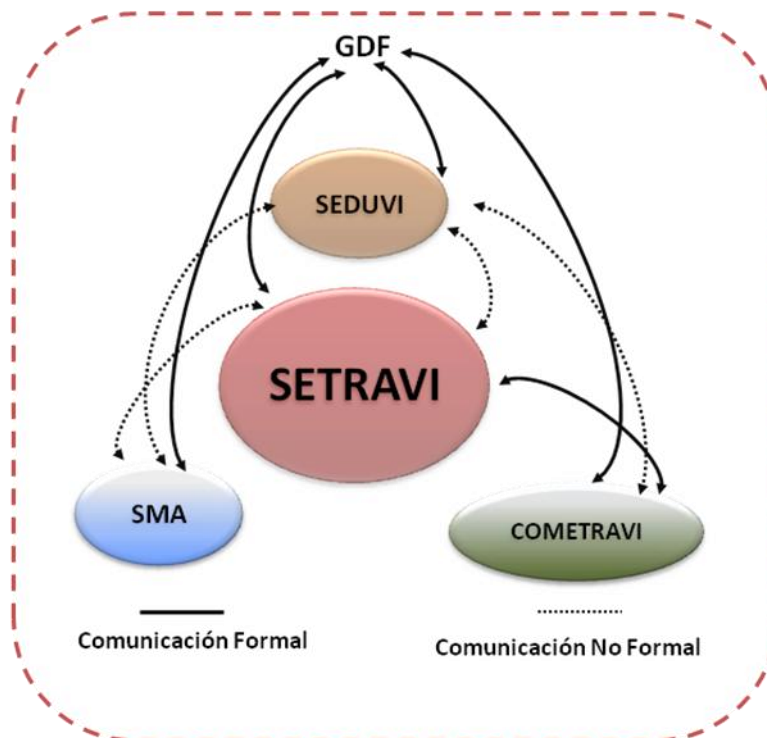 GDF
SEDUVI
SETRAVI
SMA
COMETRAVI
Comunicación Formal
Comunicación No Formal